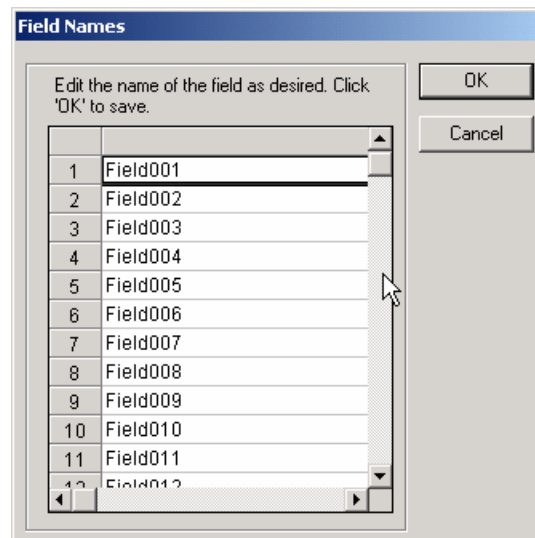 Field Names
Edit the name of the field as desired. Click
'OK' to save.
OK
Cancel
1 Field001
2 Field002
3 Field003
4 Field004
5 Field005
6 Field006
7 Field007
8 Field008
9 Field009
10 Field010
11 Field011
12 Field012